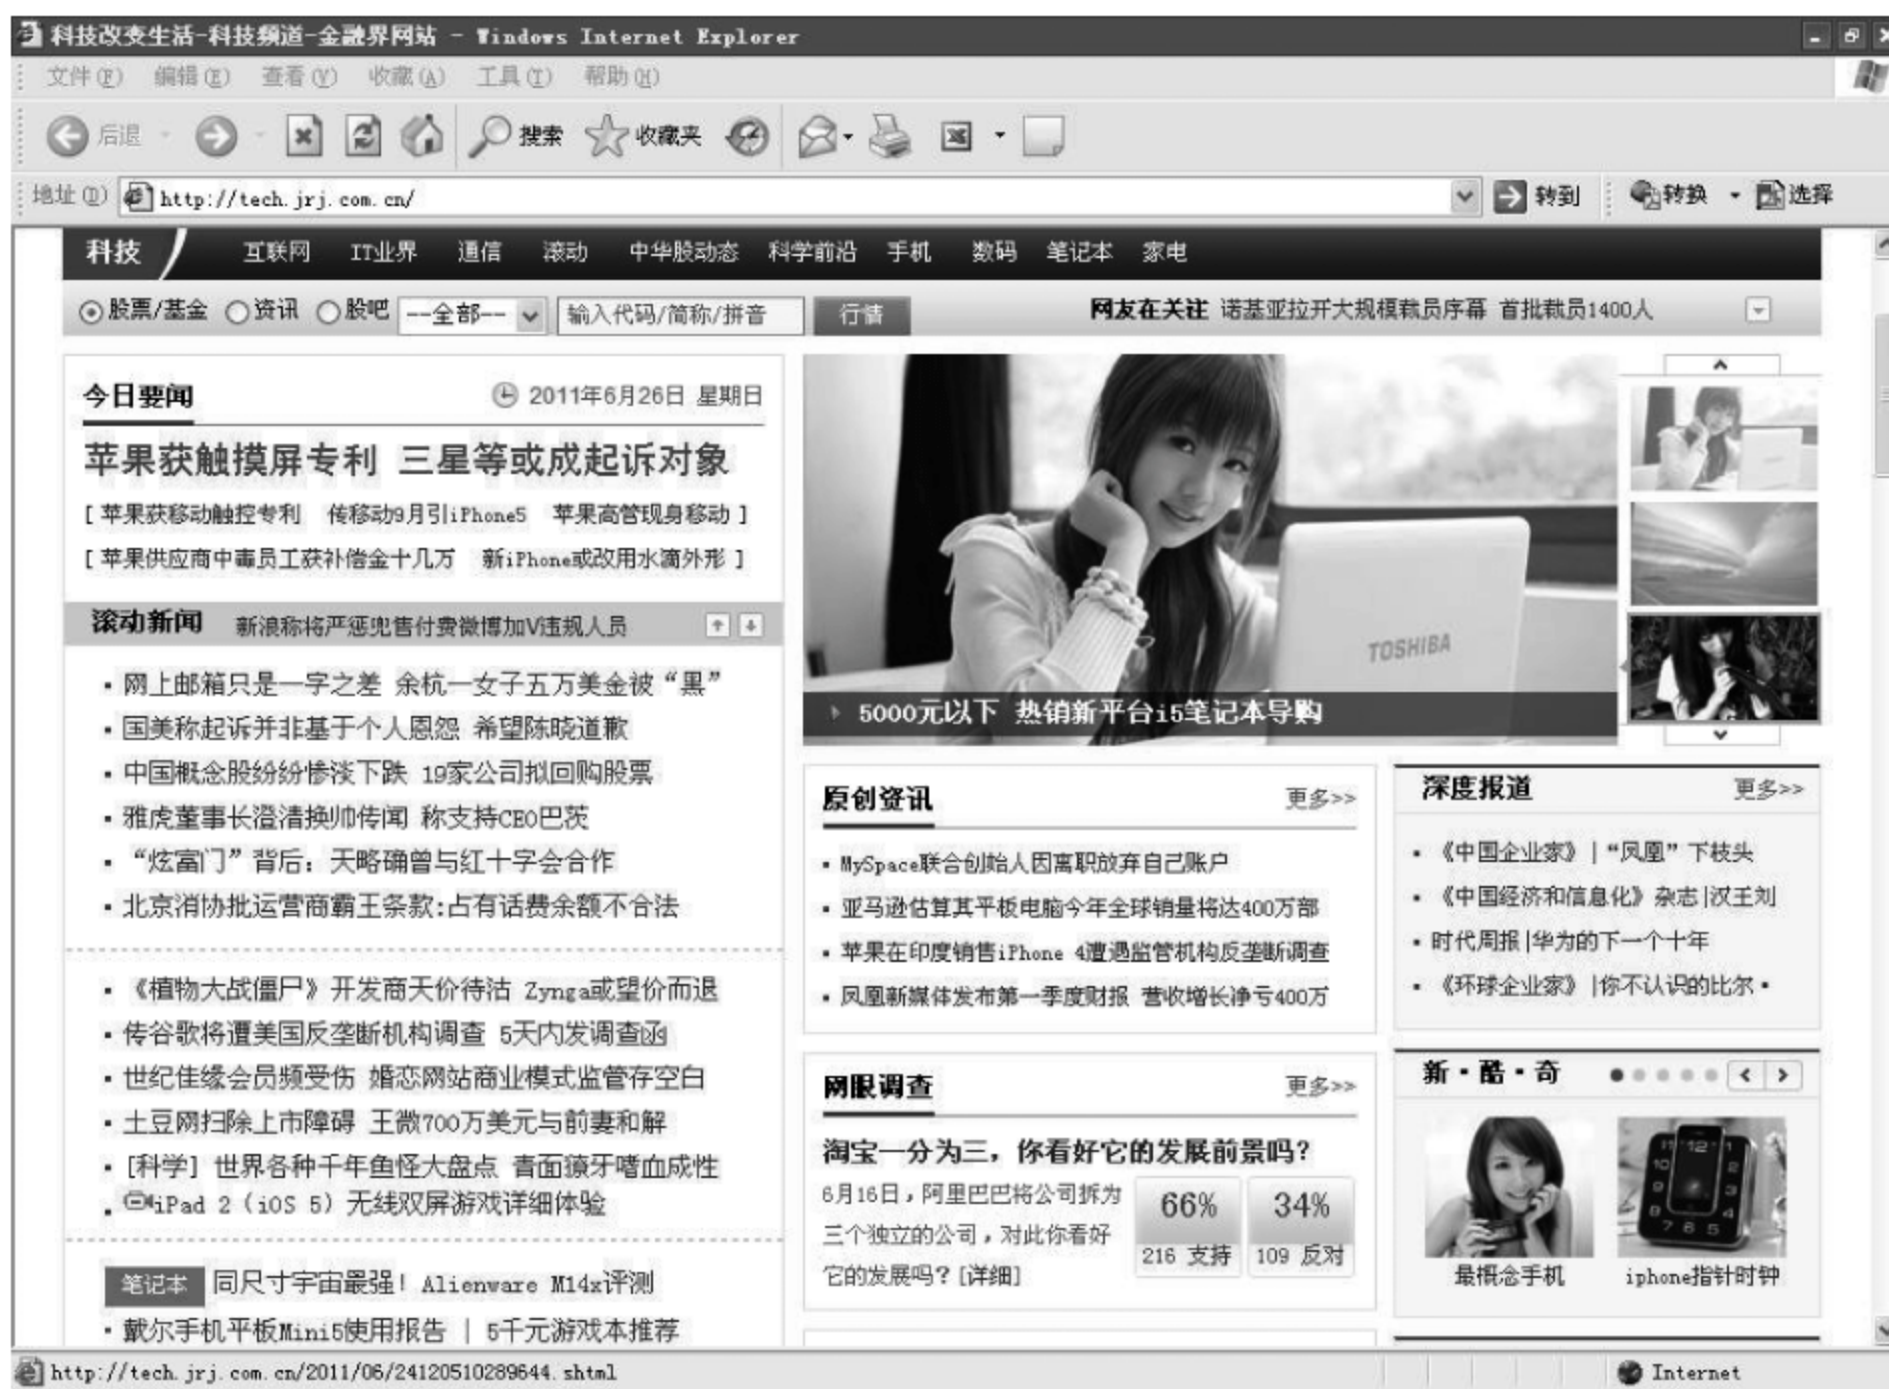 科技改变生活-科技频道-金融界网站 - Windows Internet Explorer
文件(F) 编辑(E) 查看(V) 收藏(A) 工具(T) 帮助(H)
后退 搜索 收藏夹
地址(D) http://tech.jrj.com.cn/ 转到 转换 选择
科技 互联网 IT业界 通信 滚动 中华股动态 科学前沿 手机 数码 笔记本 家电
股票/基金 资讯 股吧 --全部-- 输入代码/简称/拼音 行情 网友在关注 诺基亚拉开大规模裁员序幕 首批裁员1400人
今日要闻 2011年6月26日 星期日
苹果获触摸屏专利 三星等或成起诉对象
[ 苹果获移动触控专利 传移动9月引iPhone5 苹果高管现身移动 ]
[ 苹果供应商中毒员工获补偿金十几万 新iPhone或改用水滴外形 ]
滚动新闻 新浪称将严惩兜售付费微博加V违规人员
▪ 网上邮箱只是一字之差 余杭一女子五万美金被“黑”
▪ 国美称起诉并非基于个人恩怨 希望陈晓道歉
▪ 中国概念股纷纷惨淡下跌 19家公司拟回购股票
▪ 雅虎董事长澄清换帅传闻 称支持CEO巴茨
▪ “炫富门”背后：天略确曾与红十字会合作
▪ 北京消协批运营商霸王条款:占有话费余额不合法
▪ 《植物大战僵尸》开发商天价待沽 Zynga或望价而退
▪ 传谷歌将遭美国反垄断机构调查 5天内发调查函
▪ 世纪佳缘会员频受伤 婚恋网站商业模式监管存空白
▪ 土豆网扫除上市障碍 王微700万美元与前妻和解
▪ [科学] 世界各种千年鱼怪大盘点 青面獠牙嗜血成性
▪ iPad 2（iOS 5）无线双屏游戏详细体验
笔记本 同尺寸宇宙最强！Alienware M14x评测
▪ 戴尔手机平板Mini5使用报告 | 5千元游戏本推荐
TOSHIBA
5000元以下 热销新平台i5笔记本导购
原创资讯 更多>>
▪ MySpace联合创始人因离职放弃自己账户
▪ 亚马逊估算其平板电脑今年全球销量将达400万部
▪ 苹果在印度销售iPhone 4遭遇监管机构反垄断调查
▪ 凤凰新媒体发布第一季度财报 营收增长净亏400万
网眼调查 更多>>
淘宝一分为三，你看好它的发展前景吗？
6月16日，阿里巴巴将公司拆为
三个独立的公司，对此你看好
它的发展吗？[详细]
66% 34%
216 支持 109 反对
深度报道 更多>>
▪ 《中国企业家》|“凤凰”下枝头
▪ 《中国经济和信息化》杂志|汉王刘
▪ 时代周报|华为的下一个十年
▪ 《环球企业家》|你不认识的比尔·
新·酷·奇
最概念手机 iphone指针时钟
http://tech.jrj.com.cn/2011/06/24120510289644.shtml Internet